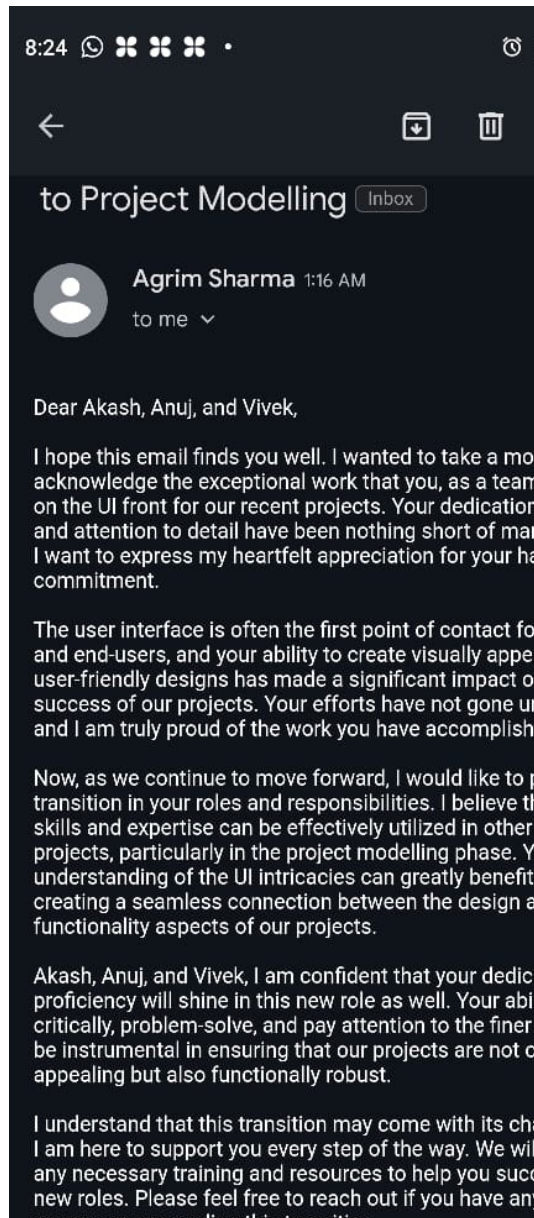 8:24
to Project Modelling Inbox
Agrim Sharma 1:16 AM
to me
Dear Akash, Anuj, and Vivek,
I hope this email finds you well. I wanted to take a mo
acknowledge the exceptional work that you, as a team
on the UI front for our recent projects. Your dedication
and attention to detail have been nothing short of mar
I want to express my heartfelt appreciation for your ha
commitment.
The user interface is often the first point of contact fo
and end-users, and your ability to create visually appe
user-friendly designs has made a significant impact o
success of our projects. Your efforts have not gone un
and I am truly proud of the work you have accomplish
Now, as we continue to move forward, I would like to p
transition in your roles and responsibilities. I believe th
skills and expertise can be effectively utilized in other
projects, particularly in the project modelling phase. Y
understanding of the UI intricacies can greatly benefit
creating a seamless connection between the design a
functionality aspects of our projects.
Akash, Anuj, and Vivek, I am confident that your dedic
proficiency will shine in this new role as well. Your abi
critically, problem-solve, and pay attention to the finer
be instrumental in ensuring that our projects are not o
appealing but also functionally robust.
I understand that this transition may come with its cha
I am here to support you every step of the way. We wil
any necessary training and resources to help you succ
new roles. Please feel free to reach out if you have any